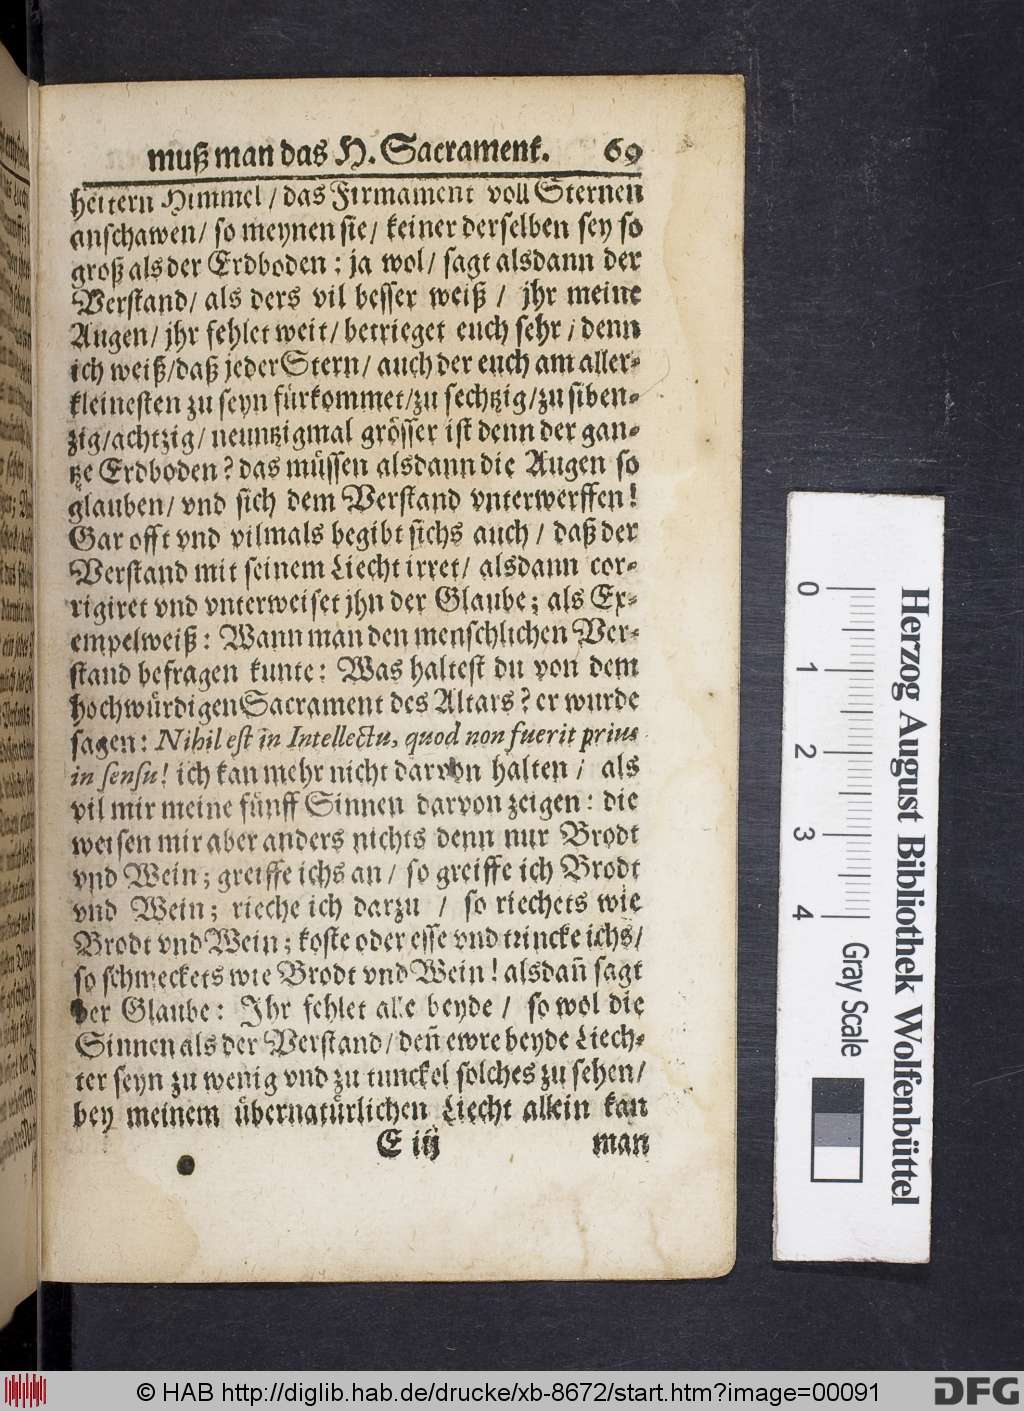 muß man das H. Sacrament. 69
heitern Himmel / das Firmament voll Sternen
anschawen / so meynen sie / keiner derselben sey so
groß als der Erdboden : ja wol / sagt alsdann der
Verstand / als ders vil besser weiß / jhr meine
Augen / jhr fehlet weit / betrieget euch sehr / denn
ich weiß / daß jeder Stern / auch der euch am aller-
kleinesten zu seyn fürkommet / zu sechtzig / zu siben-
zig / achtzig / neuntzigmal grösser ist denn der gan-
tze Erdboden ? das müssen alsdann die Augen so
glauben / vnd sich dem Verstand vnterwerffen !
Gar offt vnd vilmals begibt sichs auch / daß der
Verstand mit seinem Liecht irret / alsdann cor-
rigiret vnd vnterweiset jhn der Glaube ; als Ex-
empelweiß : Wann man den menschlichen Ver-
stand befragen kunte : Was haltest du von dem
hochwürdigen Sacrament des Altars ? er wurde
sagen : Nihil est in Intellectu, quod non fuerit prius
in sensu ! ich kan mehr nicht darvon halten / als
vil mir meine fünff Sinnen darvon zeigen : die
weisen mir aber anders nichts denn nur Brodt
vnd Wein ; greiffe ichs an / so greiffe ich Brodt
vnd Wein ; rieche ich darzu / so riechets wie
Brodt vnd Wein ; koste oder esse vnd trincke ichs /
so schmeckets wie Brodt vnd Wein ! alsdañ sagt
der Glaube : Ihr fehlet alle beyde / so wol die
Sinnen als der Verstand / deñ ewre beyde Liech-
ter seyn zu wenig vnd zu tunckel solches zu sehen /
bey meinem übernatürlichen Liecht allein kan
E iij man
0 1 2 3 4
Gray Scale
Herzog August Bibliothek Wolfenbüttel
© HAB http://diglib.hab.de/drucke/xb-8672/start.htm?image=00091
DFG